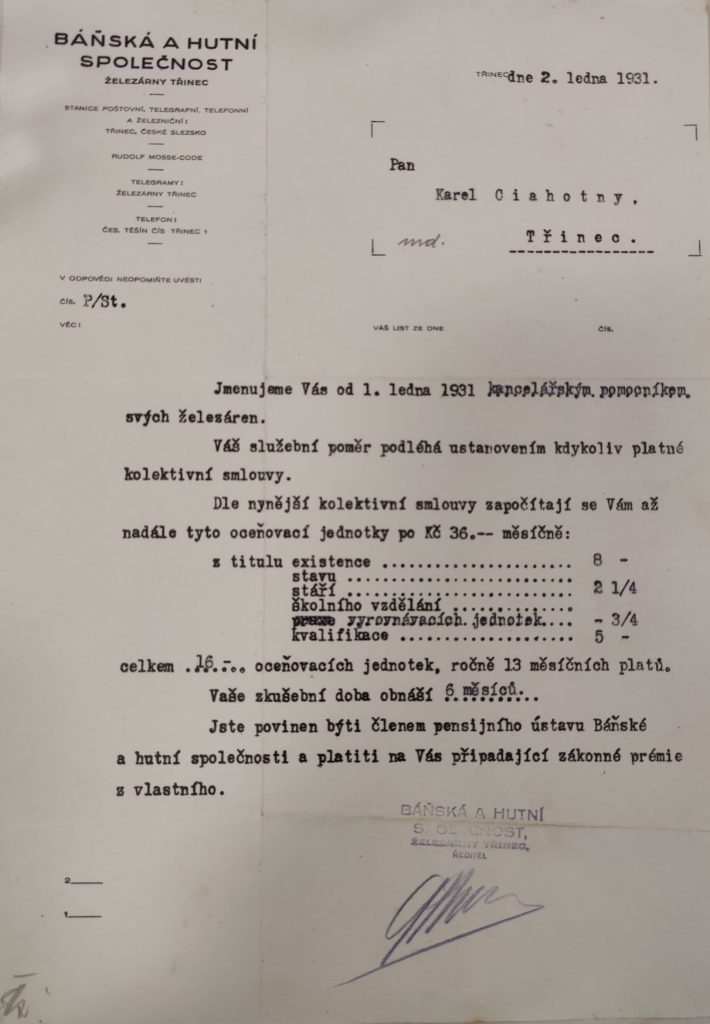 BÁŇSKÁ A HUTNÍ
SPOLEČNOST
ŽELEZÁRNY TŘINEC
STANICE POŠTOVNÍ, TELEGRAFNÍ, TELEFONNÍ
A ŽELEZNIČNÍ:
TŘINEC, ČESKÉ SLEZSKO
RUDOLF MOSSE-CODE
TELEGRAMY:
ŽELEZÁRNY TŘINEC
TELEFON:
ČES. TĚŠÍN ČÍS. TŘINEC 1
V ODPOVĚDI NEOPOMIŇTE UVÉSTI
ČÍS. P/St.
VĚC:
TŘINEC dne 2. ledna 1931.
Pan
Karel Ciahotny,
md. Třinec.
VÁŠ LIST ZE DNE ČÍS.
Jmenujeme Vás od 1. ledna 1931 kancelářským pomocníkem
svých železáren.
Váš služební poměr podléhá ustanovením kdykoliv platné
kolektivní smlouvy.
Dle nynější kolektivní smlouvy započítají se Vám až
nadále tyto oceňovací jednotky po Kč 36.-- měsíčně:
z titulu existence ...................... 8 -
stavu ..........................
stáří .......................... 2 1/4
školního vzdělání ..............
praxe vyrovnávacích jednotek.... - 3/4
kvalifikace .................... 5 -
celkem .16 -... oceňovacích jednotek, ročně 13 měsíčních platů.
Vaše zkušební doba obnáší 6 měsíců...
Jste povinen býti členem pensijního ústavu Báňské
a hutní společnosti a platiti na Vás připadající zákonné prémie
z vlastního.
BÁŇSKÁ A HUTNÍ
SPOLEČNOST,
ŽELEZÁRNY TŘINEC,
ŘEDITEL
2
1